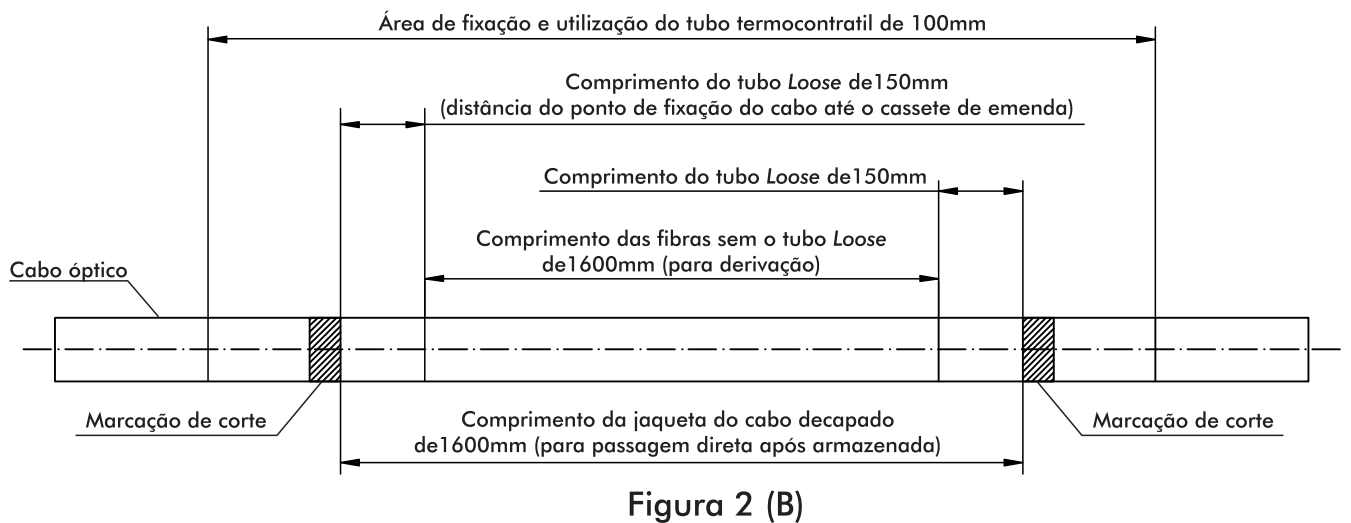 Área de fixação e utilização do tubo termocontratil de 100mm
Comprimento do tubo Loose de150mm
(distância do ponto de fixação do cabo até o cassete de emenda)
Comprimento do tubo Loose de150mm
Comprimento das fibras sem o tubo Loose
de1600mm (para derivação)
Cabo óptico
Marcação de corte
Comprimento da jaqueta do cabo decapado
de1600mm (para passagem direta após armazenada)
Marcação de corte
Figura 2 (B)